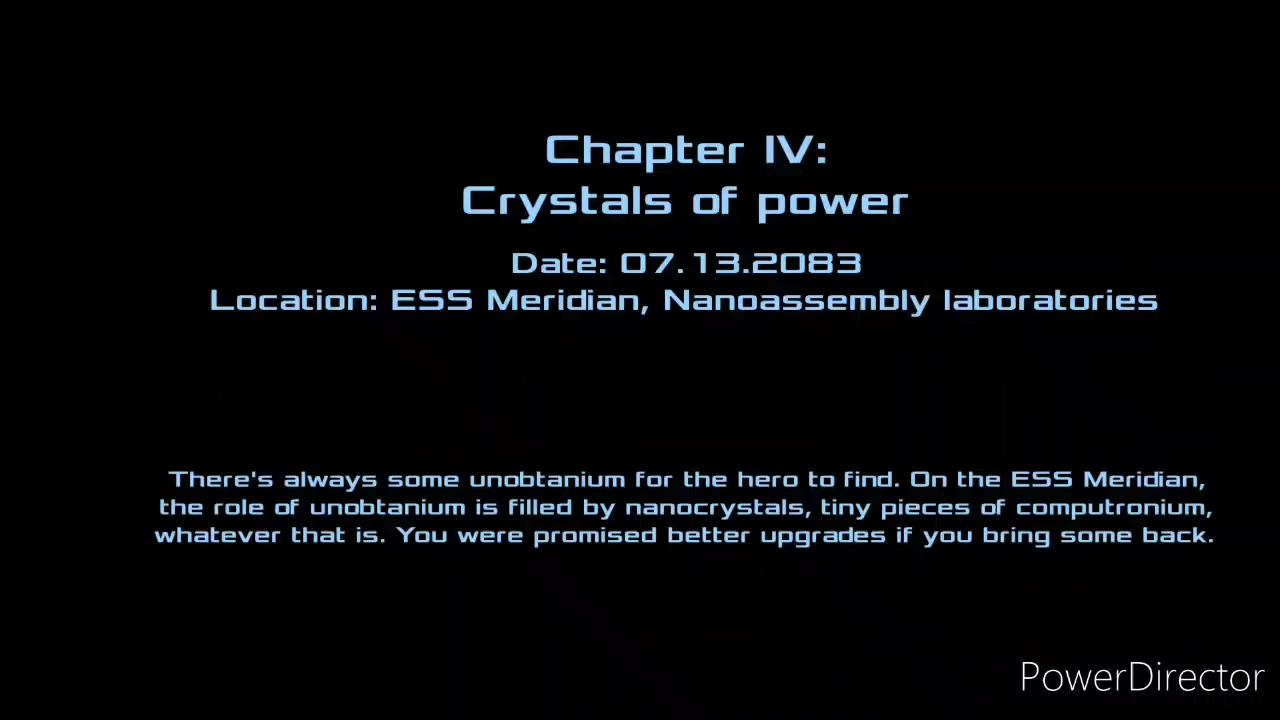 Chapter IV:
Crystals of power
Date: 07.13.2083
Location: ESS Meridian, Nanoassembly laboratories
There's always some unobtanium for the hero to find. On the ESS Meridian,
the role of unobtanium is filled by nanocrystals, tiny pieces of computronium,
whatever that is. You were promised better upgrades if you bring some back.
PowerDirector